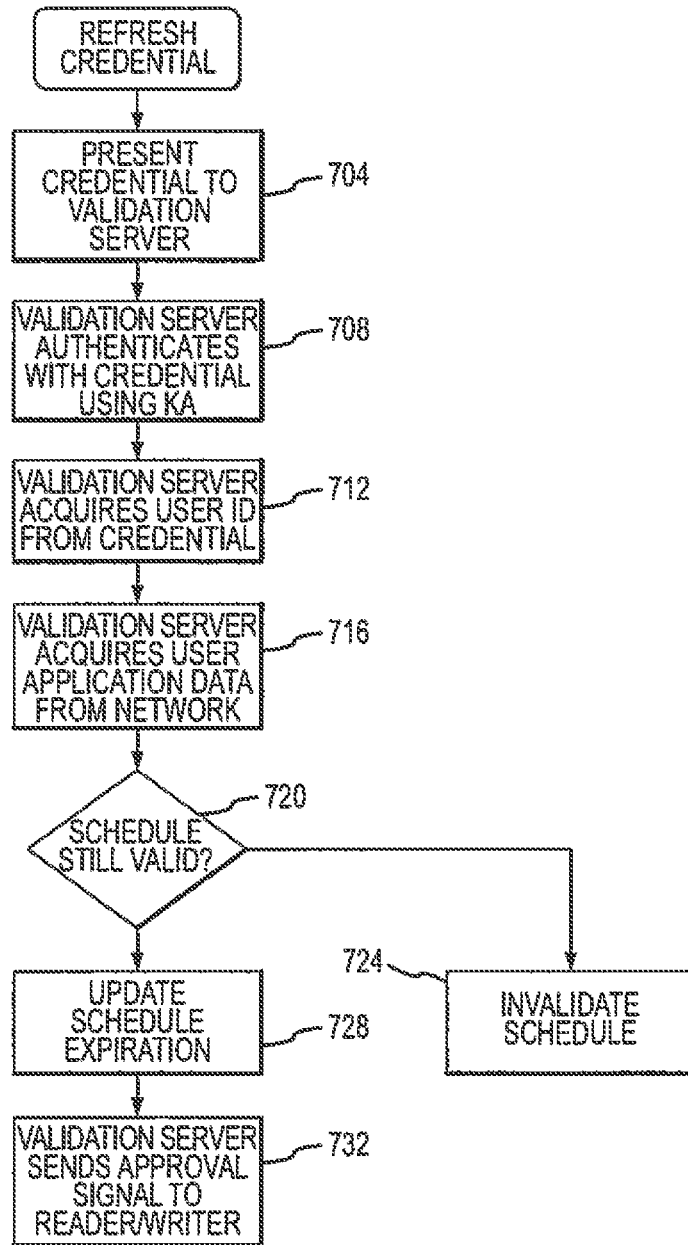 REFRESH
CREDENTIAL
PRESENT
CREDENTIAL TO
VALIDATION
SERVER
704
VALIDATION SERVER
AUTHENTICATES
WITH CREDENTIAL
USING KA
708
VALIDATION SERVER
ACQUIRES USER ID
FROM CREDENTIAL
712
VALIDATION SERVER
ACQUIRES USER
APPLICATION DATA
FROM NETWORK
716
SCHEDULE
STILL VALID?
720
724
INVALIDATE
SCHEDULE
UPDATE
SCHEDULE
EXPIRATION
728
VALIDATION SERVER
SENDS APPROVAL
SIGNAL TO
READER/WRITER
732